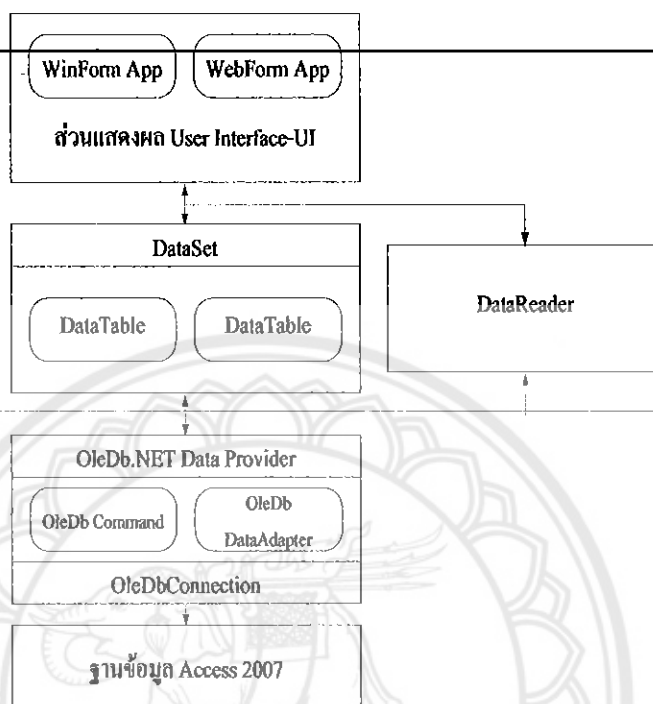 WinForm App
WebForm App
ส่วนแสดงผล User Interface-UI
DataSet
DataTable
DataTable
DataReader
OleDb.NET Data Provider
OleDb Command
OleDb
DataAdapter
OleDbConnection
ฐานข้อมูล Access 2007